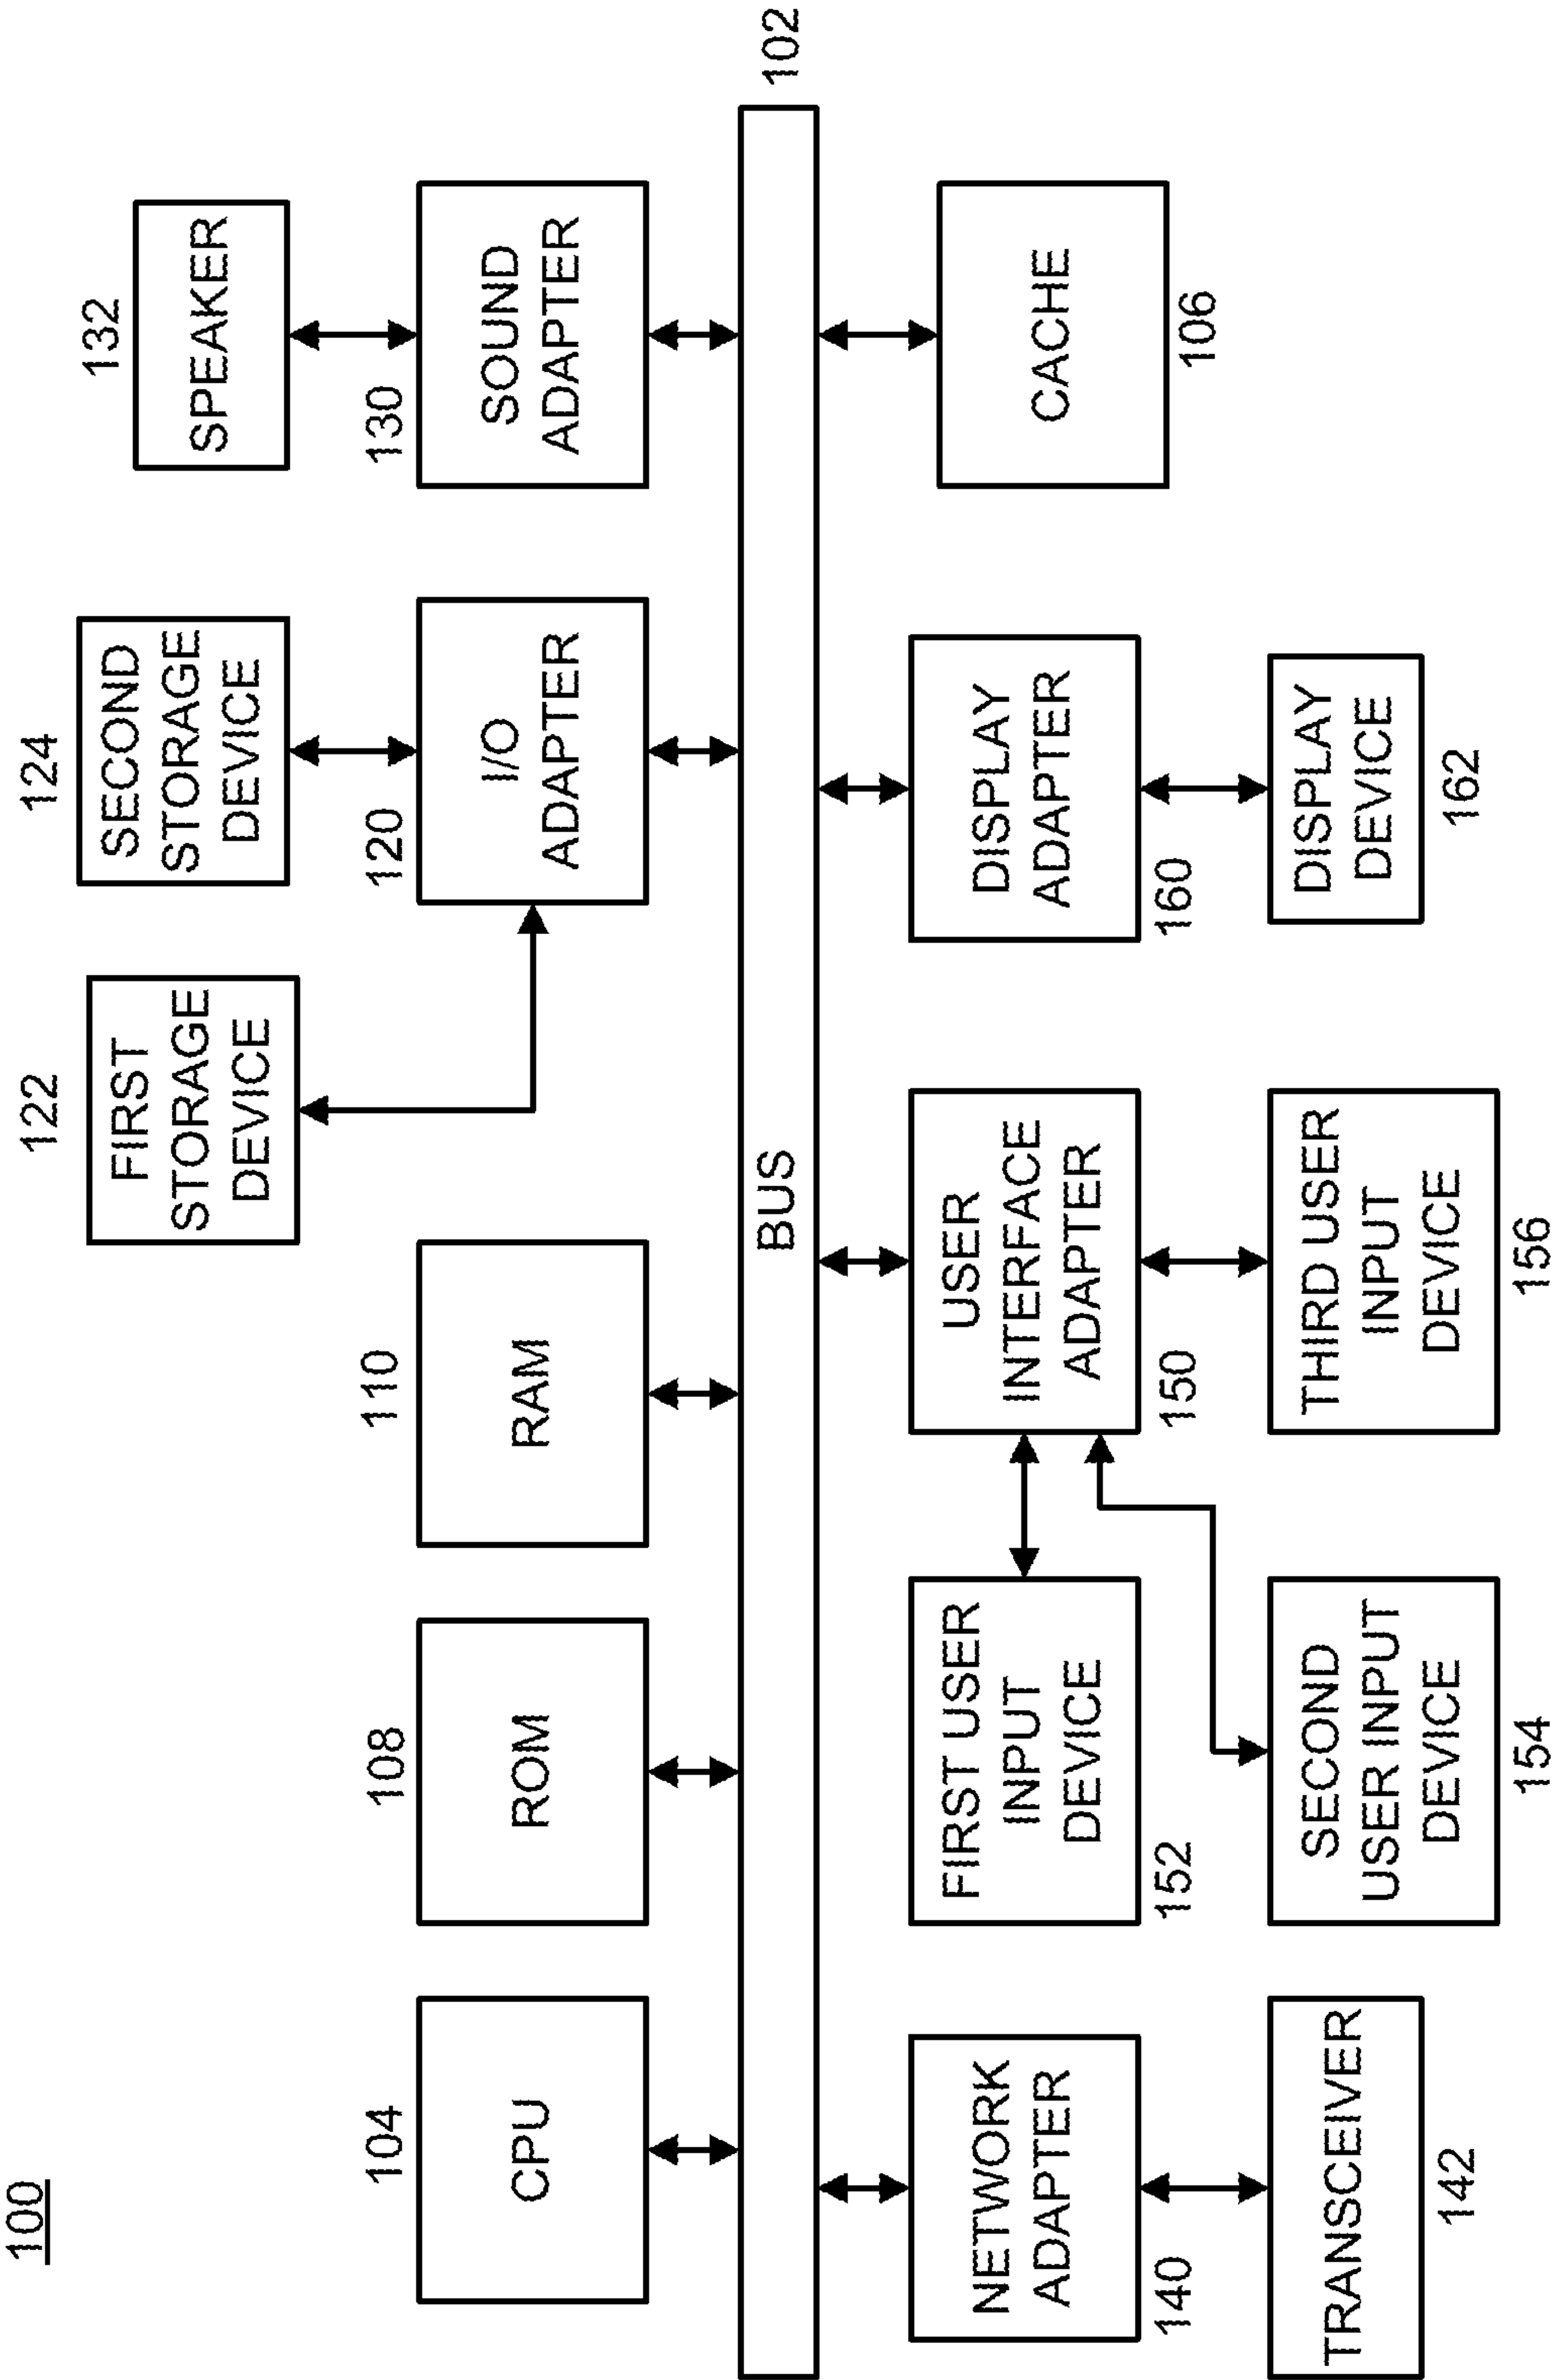 100
122
FIRST
STORAGE
DEVICE
124
SECOND
STORAGE
DEVICE
132
SPEAKER
104
CPU
108
ROM
110
RAM
120
I/O
ADAPTER
130
SOUND
ADAPTER
BUS
102
NETWORK
ADAPTER
140
FIRST USER
INPUT
DEVICE
152
USER
INTERFACE
ADAPTER
150
DISPLAY
ADAPTER
160
CACHE
106
TRANSCEIVER
142
SECOND
USER INPUT
DEVICE
154
THIRD USER
INPUT
DEVICE
156
DISPLAY
DEVICE
162